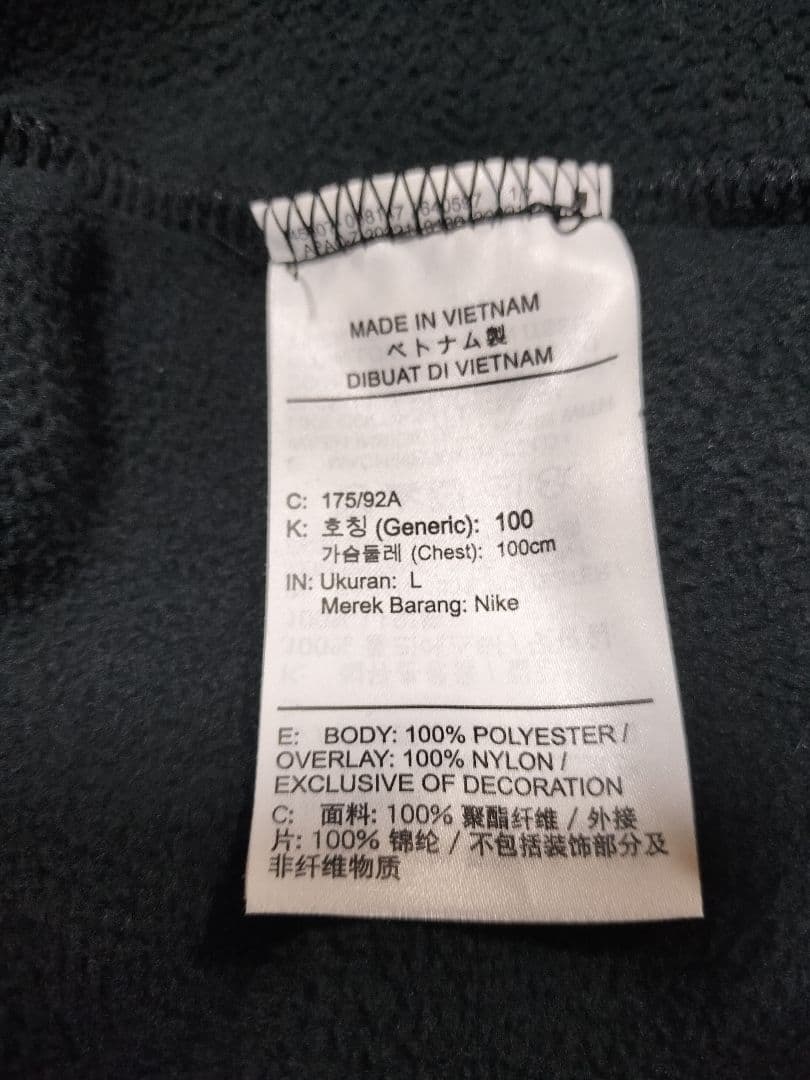 MADE IN VIETNAM
ベトナム製
DIBUAT DI VIETNAM
C: 175/92A
K: 호칭 (Generic): 100
가슴둘레 (Chest): 100cm
IN: Ukuran: L
Merek Barang: Nike
E: BODY: 100% POLYESTER /
OVERLAY: 100% NYLON /
EXCLUSIVE OF DECORATION
C: 面料: 100% 聚酯纤维 / 外接
片: 100% 锦纶 / 不包括装饰部分及
非纤维物质